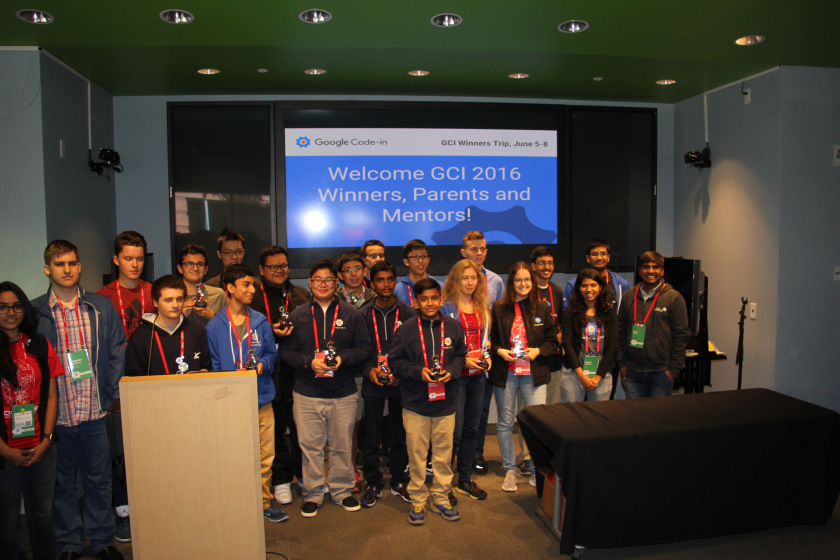 Google Code-in
GCI Winners Trip, June 5-8
Welcome GCI 2016
Winners, Parents and
Mentors!